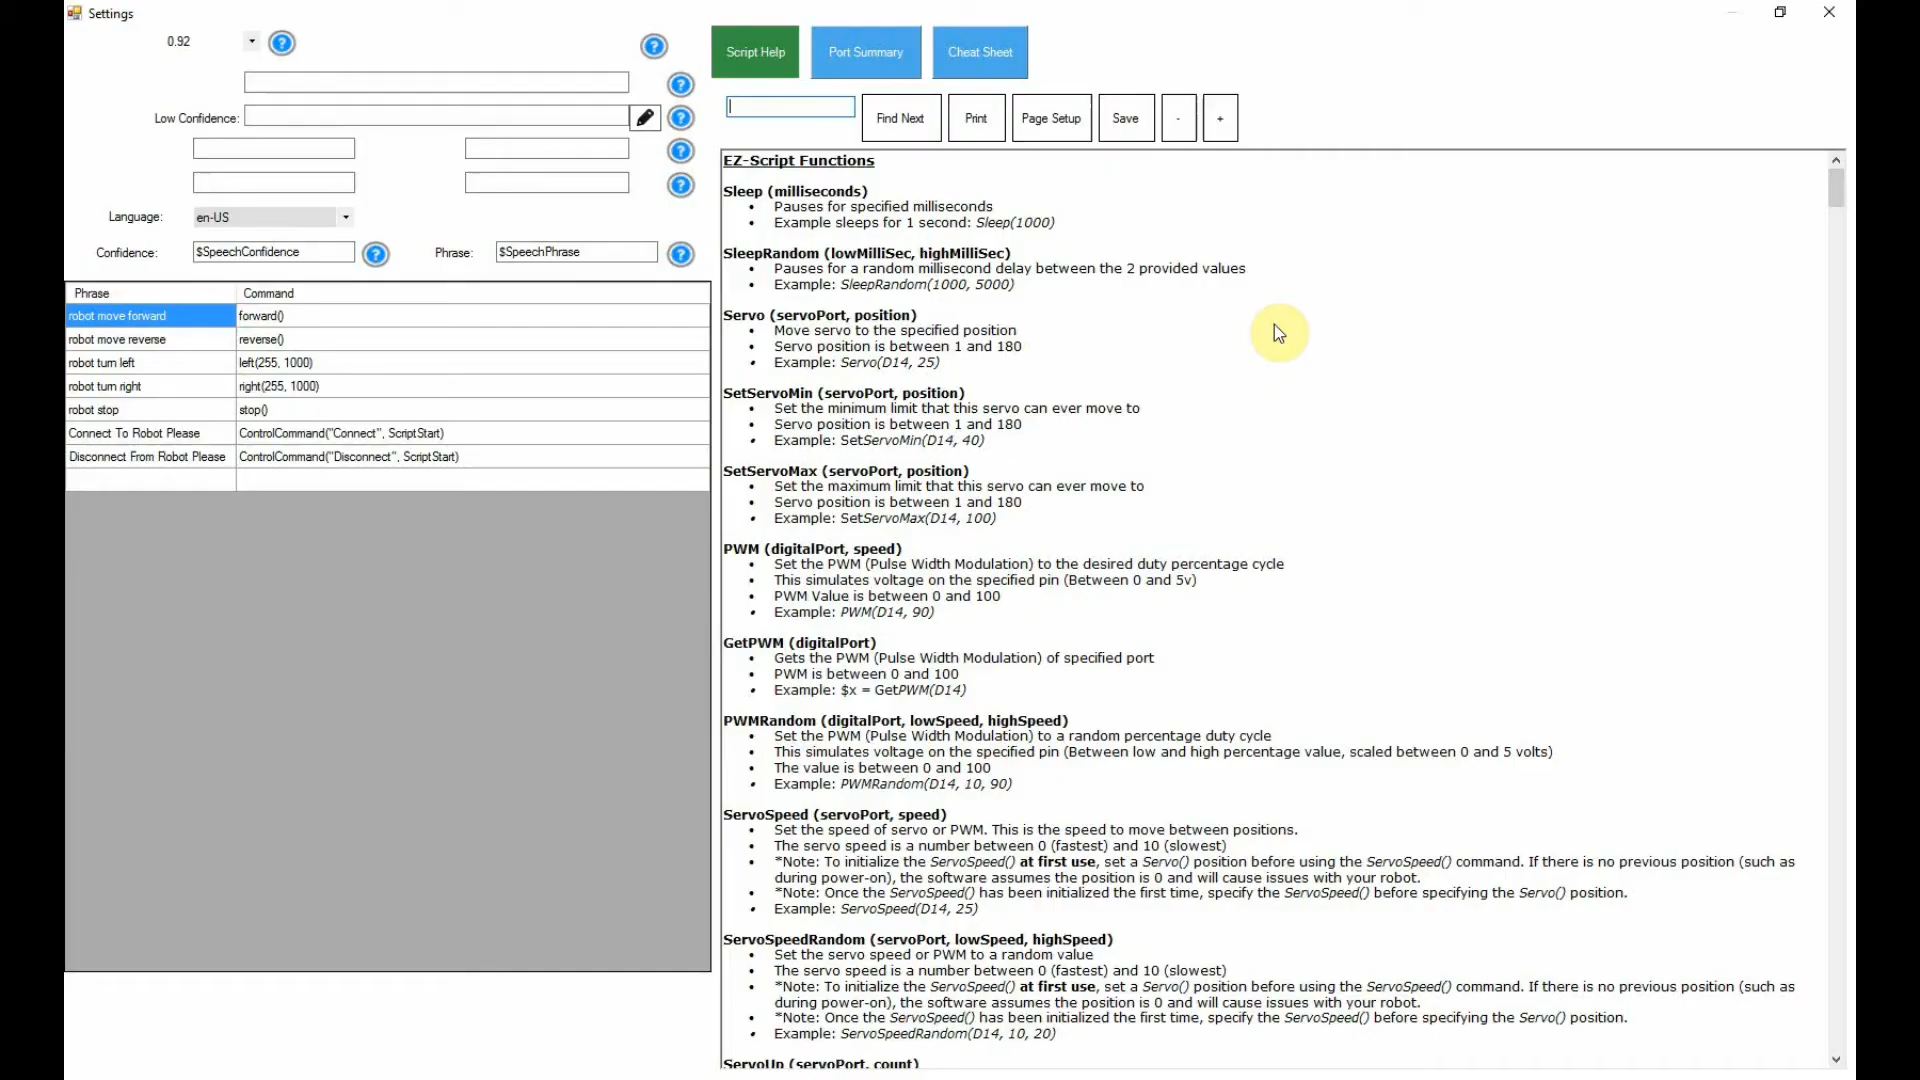 Settings
0.92
Low Confidence:
Language:
en-US
Confidence:
$SpeechConfidence
Phrase:
$SpeechPhrase
Phrase Command
robot move forward forward()
robot move reverse reverse()
robot turn left left(255, 1000)
robot turn right right(255, 1000)
robot stop stop()
Connect To Robot Please ControlCommand("Connect", ScriptStart)
Disconnect From Robot Please ControlCommand("Disconnect", ScriptStart)
Script Help
Port Summary
Cheat Sheet
Find Next
Print
Page Setup
Save
-
+
EZ-Script Functions
Sleep (milliseconds)
• Pauses for specified milliseconds
• Example sleeps for 1 second: Sleep(1000)
SleepRandom (lowMilliSec, highMilliSec)
• Pauses for a random millisecond delay between the 2 provided values
• Example: SleepRandom(1000, 5000)
Servo (servoPort, position)
• Move servo to the specified position
• Servo position is between 1 and 180
• Example: Servo(D14, 25)
SetServoMin (servoPort, position)
• Set the minimum limit that this servo can ever move to
• Servo position is between 1 and 180
• Example: SetServoMin(D14, 40)
SetServoMax (servoPort, position)
• Set the maximum limit that this servo can ever move to
• Servo position is between 1 and 180
• Example: SetServoMax(D14, 100)
PWM (digitalPort, speed)
• Set the PWM (Pulse Width Modulation) to the desired duty percentage cycle
• This simulates voltage on the specified pin (Between 0 and 5v)
• PWM Value is between 0 and 100
• Example: PWM(D14, 90)
GetPWM (digitalPort)
• Gets the PWM (Pulse Width Modulation) of specified port
• PWM is between 0 and 100
• Example: $x = GetPWM(D14)
PWMRandom (digitalPort, lowSpeed, highSpeed)
• Set the PWM (Pulse Width Modulation) to a random percentage duty cycle
• This simulates voltage on the specified pin (Between low and high percentage value, scaled between 0 and 5 volts)
• The value is between 0 and 100
• Example: PWMRandom(D14, 10, 90)
ServoSpeed (servoPort, speed)
• Set the speed of servo or PWM. This is the speed to move between positions.
• The servo speed is a number between 0 (fastest) and 10 (slowest)
• *Note: To initialize the ServoSpeed() at first use, set a Servo() position before using the ServoSpeed() command. If there is no previous position (such as
during power-on), the software assumes the position is 0 and will cause issues with your robot.
• *Note: Once the ServoSpeed() has been initialized the first time, specify the ServoSpeed() before specifying the Servo() position.
• Example: ServoSpeed(D14, 25)
ServoSpeedRandom (servoPort, lowSpeed, highSpeed)
• Set the servo speed or PWM to a random value
• The servo speed is a number between 0 (fastest) and 10 (slowest)
• *Note: To initialize the ServoSpeed() at first use, set a Servo() position before using the ServoSpeed() command. If there is no previous position (such as
during power-on), the software assumes the position is 0 and will cause issues with your robot.
• *Note: Once the ServoSpeed() has been initialized the first time, specify the ServoSpeed() before specifying the Servo() position.
• Example: ServoSpeedRandom(D14, 10, 20)
ServoUp (servoPort, count)